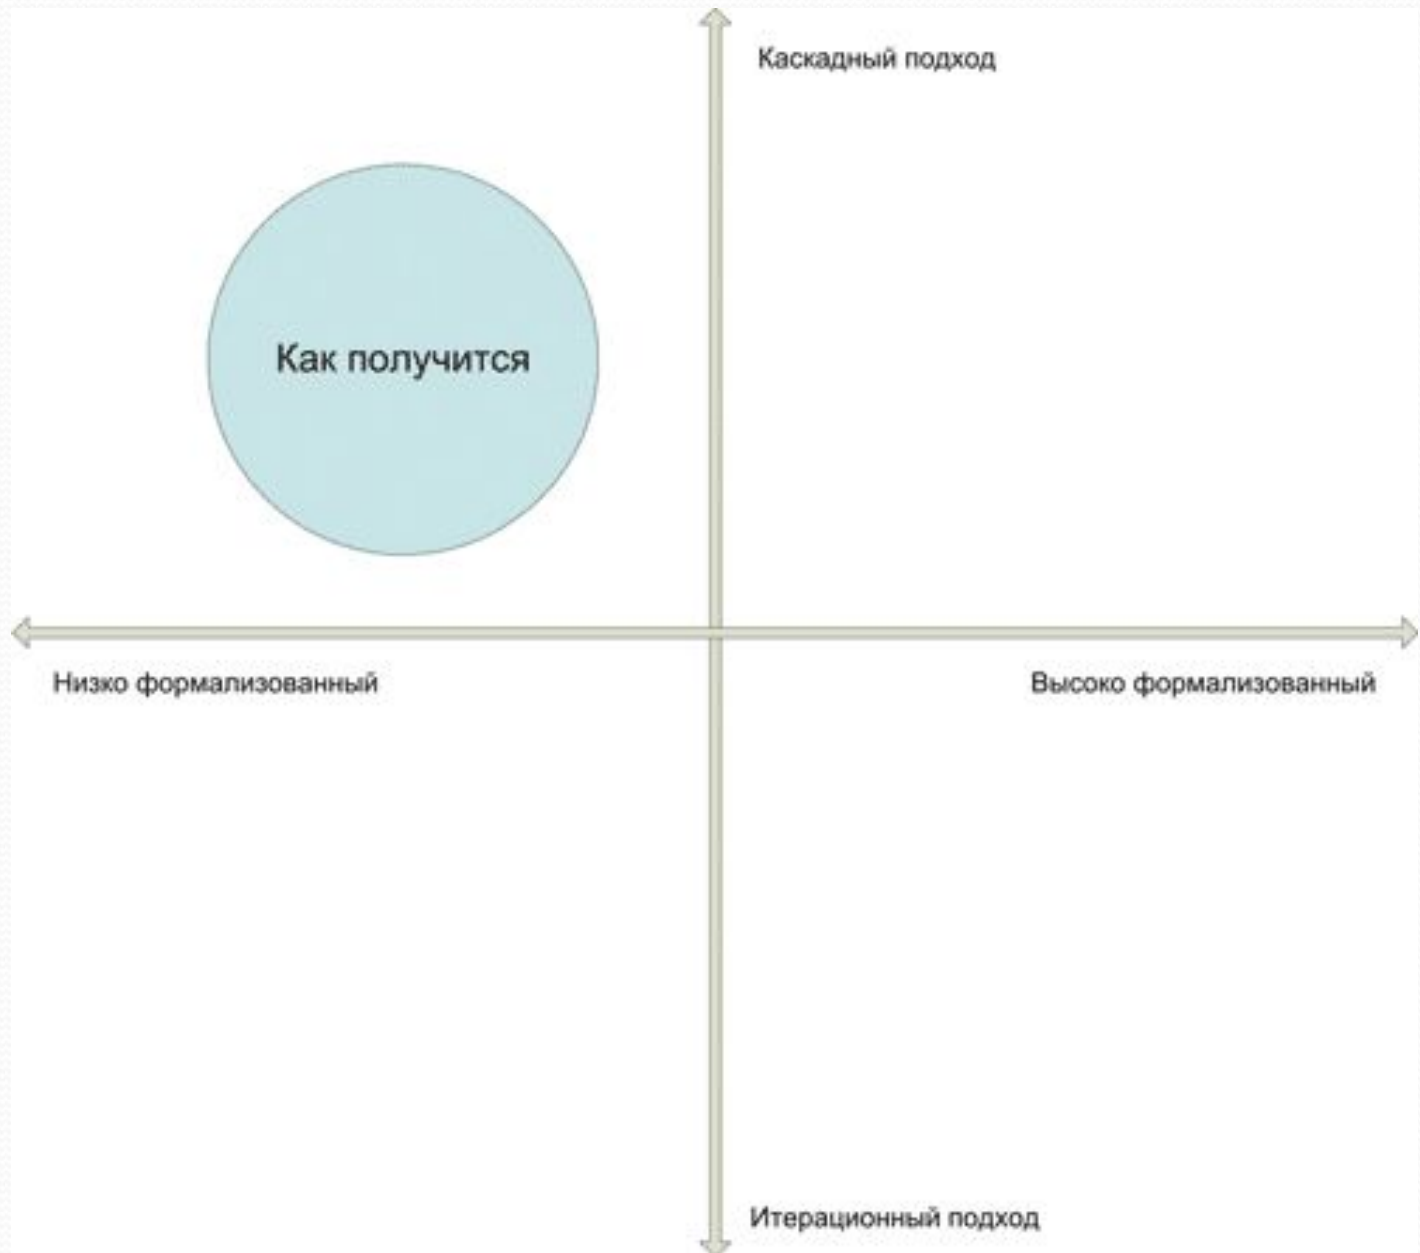 Каскадный подход
Как получится
Низко формализованный
Высоко формализованный
Итерационный подход